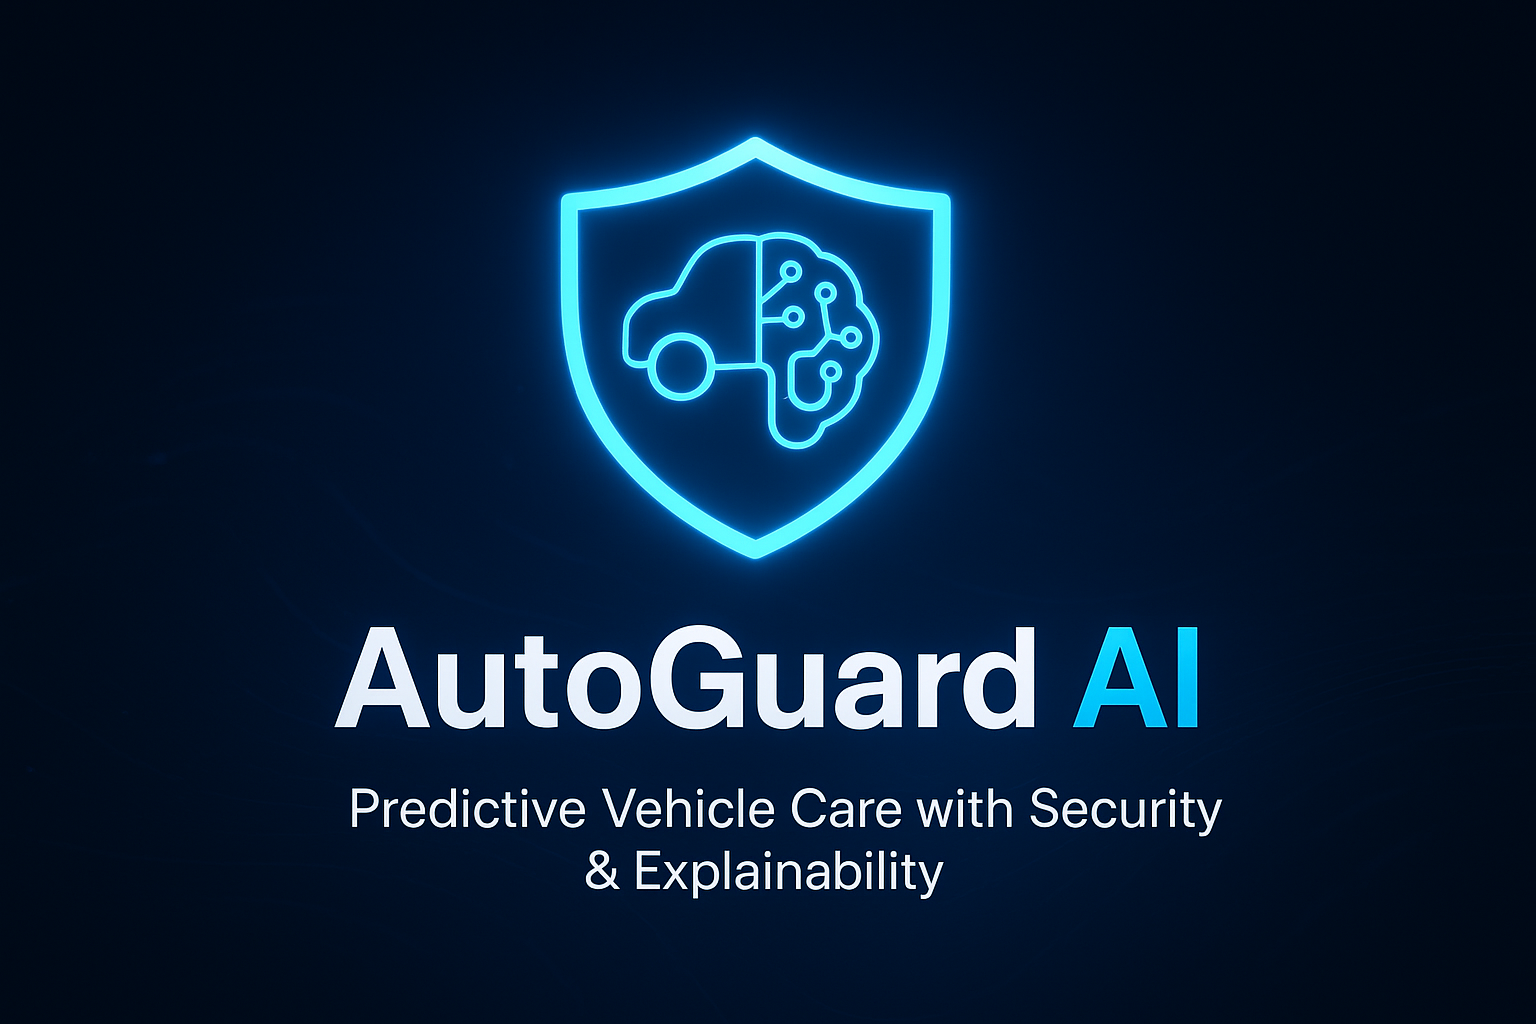 AutoGuard AI
Predictive Vehicle Care with Security
& Explainability